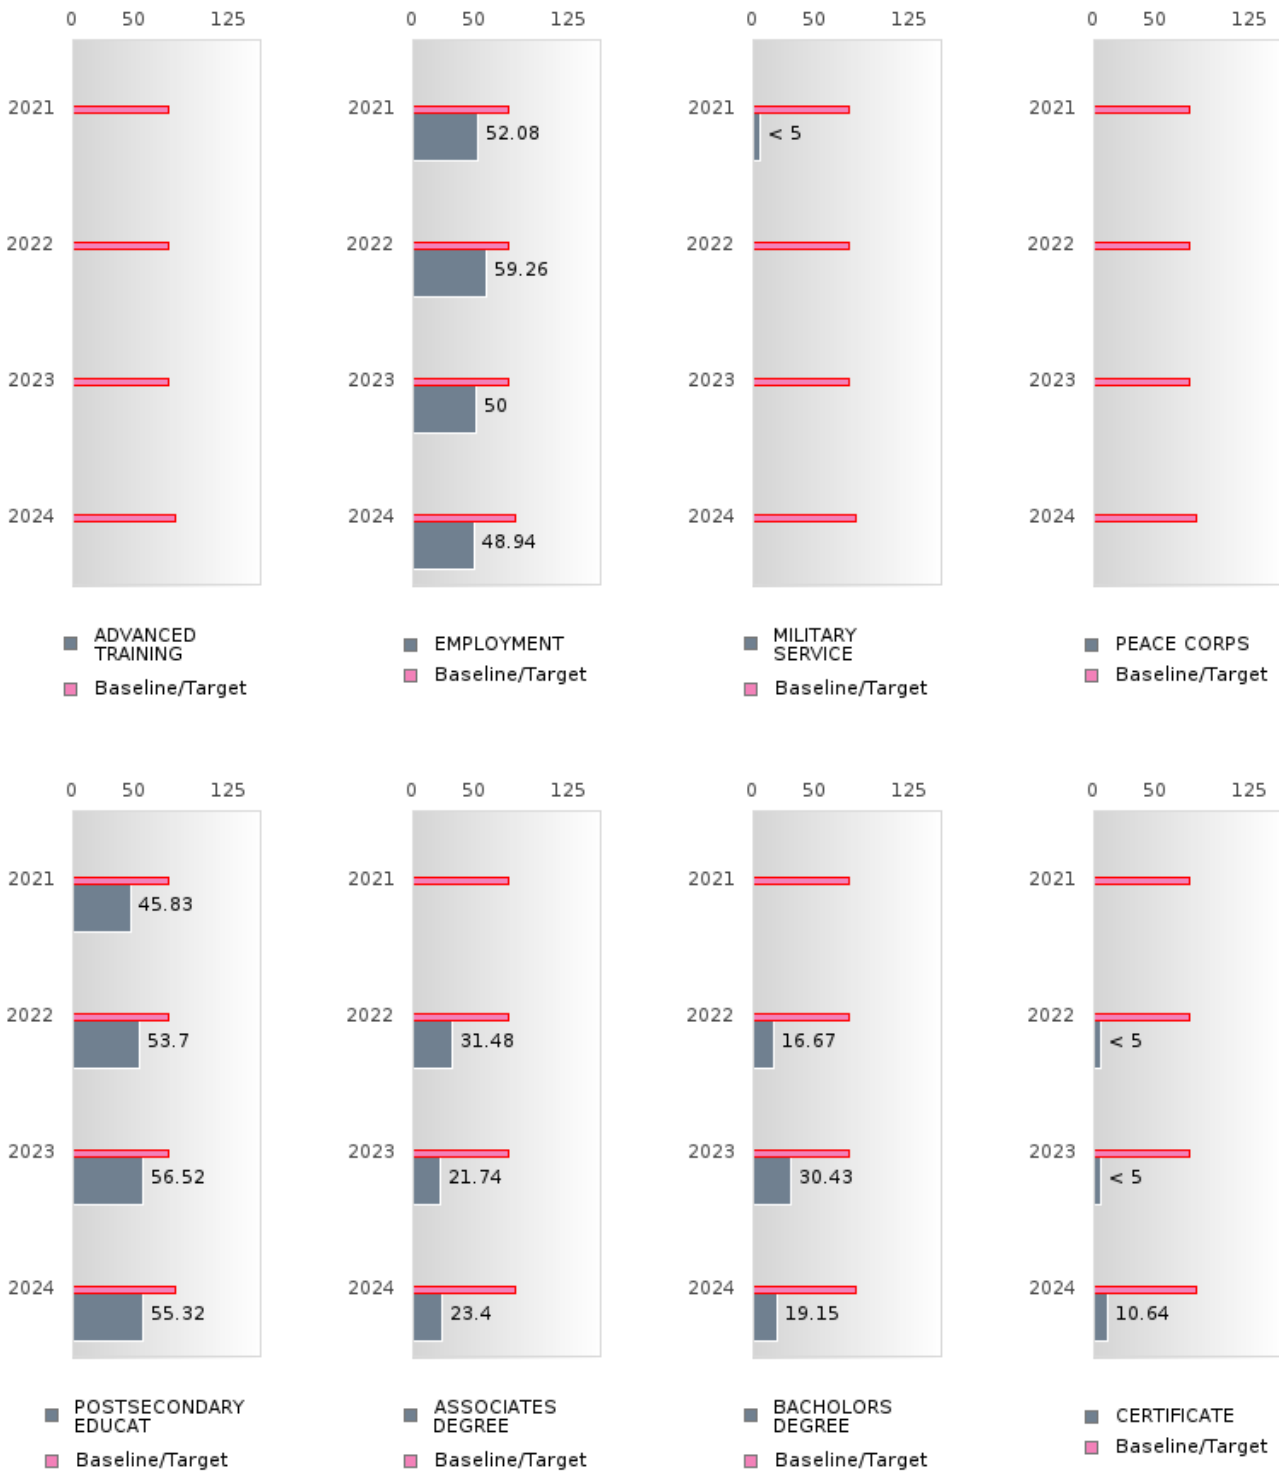 0 50 125
0 50 125
0 50 125
0 50 125
2021
2021
52.08
2021
< 5
2021
2022
2022
59.26
2022
2022
2023
2023
50
2023
2023
2024
2024
48.94
2024
2024
ADVANCED
TRAINING
Baseline/Target
EMPLOYMENT
Baseline/Target
MILITARY
SERVICE
Baseline/Target
PEACE CORPS
Baseline/Target
0 50 125
0 50 125
0 50 125
0 50 125
2021
45.83
2021
2021
2021
2022
53.7
2022
31.48
2022
16.67
2022
< 5
2023
56.52
2023
21.74
2023
30.43
2023
< 5
2024
55.32
2024
23.4
2024
19.15
2024
10.64
POSTSECONDARY
EDUCAT
Baseline/Target
ASSOCIATES
DEGREE
Baseline/Target
BACHOLORS
DEGREE
Baseline/Target
CERTIFICATE
Baseline/Target